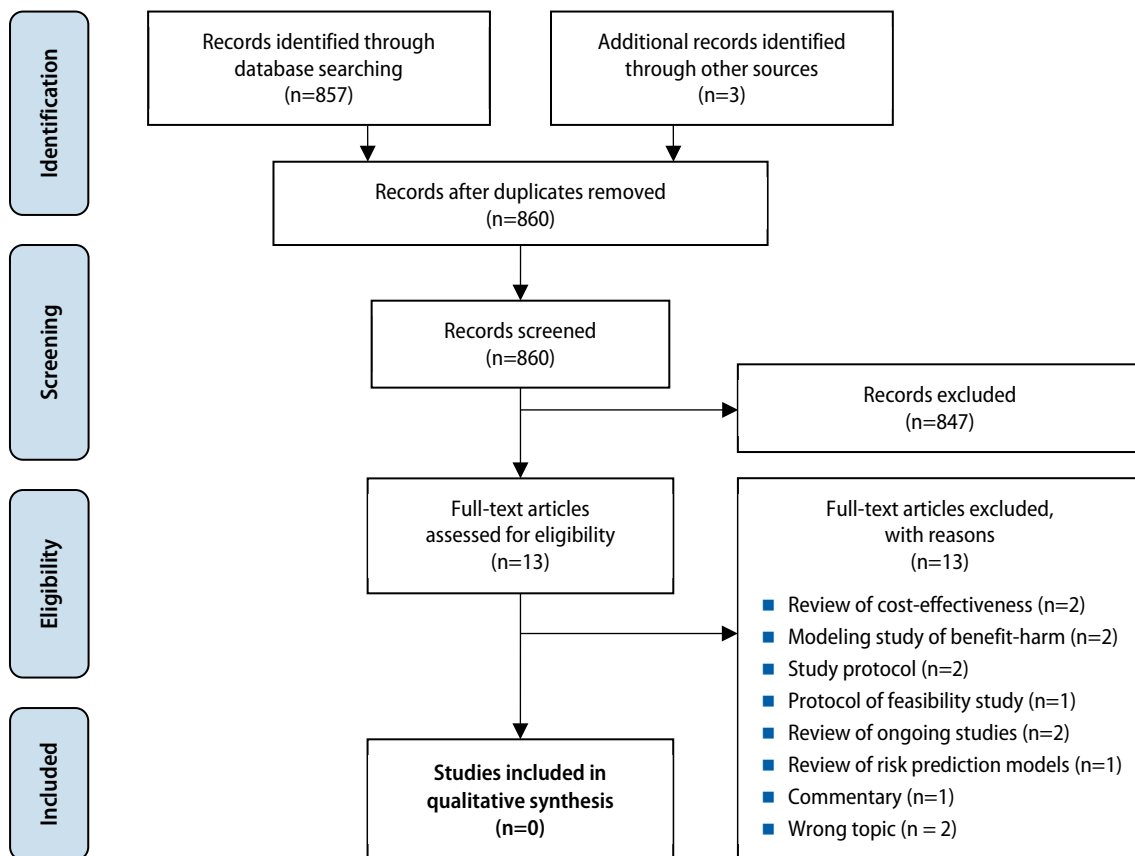 Identification
Records identified through
database searching
(n=857)
Additional records identified
through other sources
(n=3)
Records after duplicates removed
(n=860)
Screening
Records screened
(n=860)
Records excluded
(n=847)
Eligibility
Full-text articles
assessed for eligibility
(n=13)
Full-text articles excluded,
with reasons
(n=13)
■ Review of cost-effectiveness (n=2)
■ Modeling study of benefit-harm (n=2)
■ Study protocol (n=2)
■ Protocol of feasibility study (n=1)
■ Review of ongoing studies (n=2)
■ Review of risk prediction models (n=1)
■ Commentary (n=1)
■ Wrong topic (n = 2)
Included
Studies included in
qualitative synthesis
(n=0)